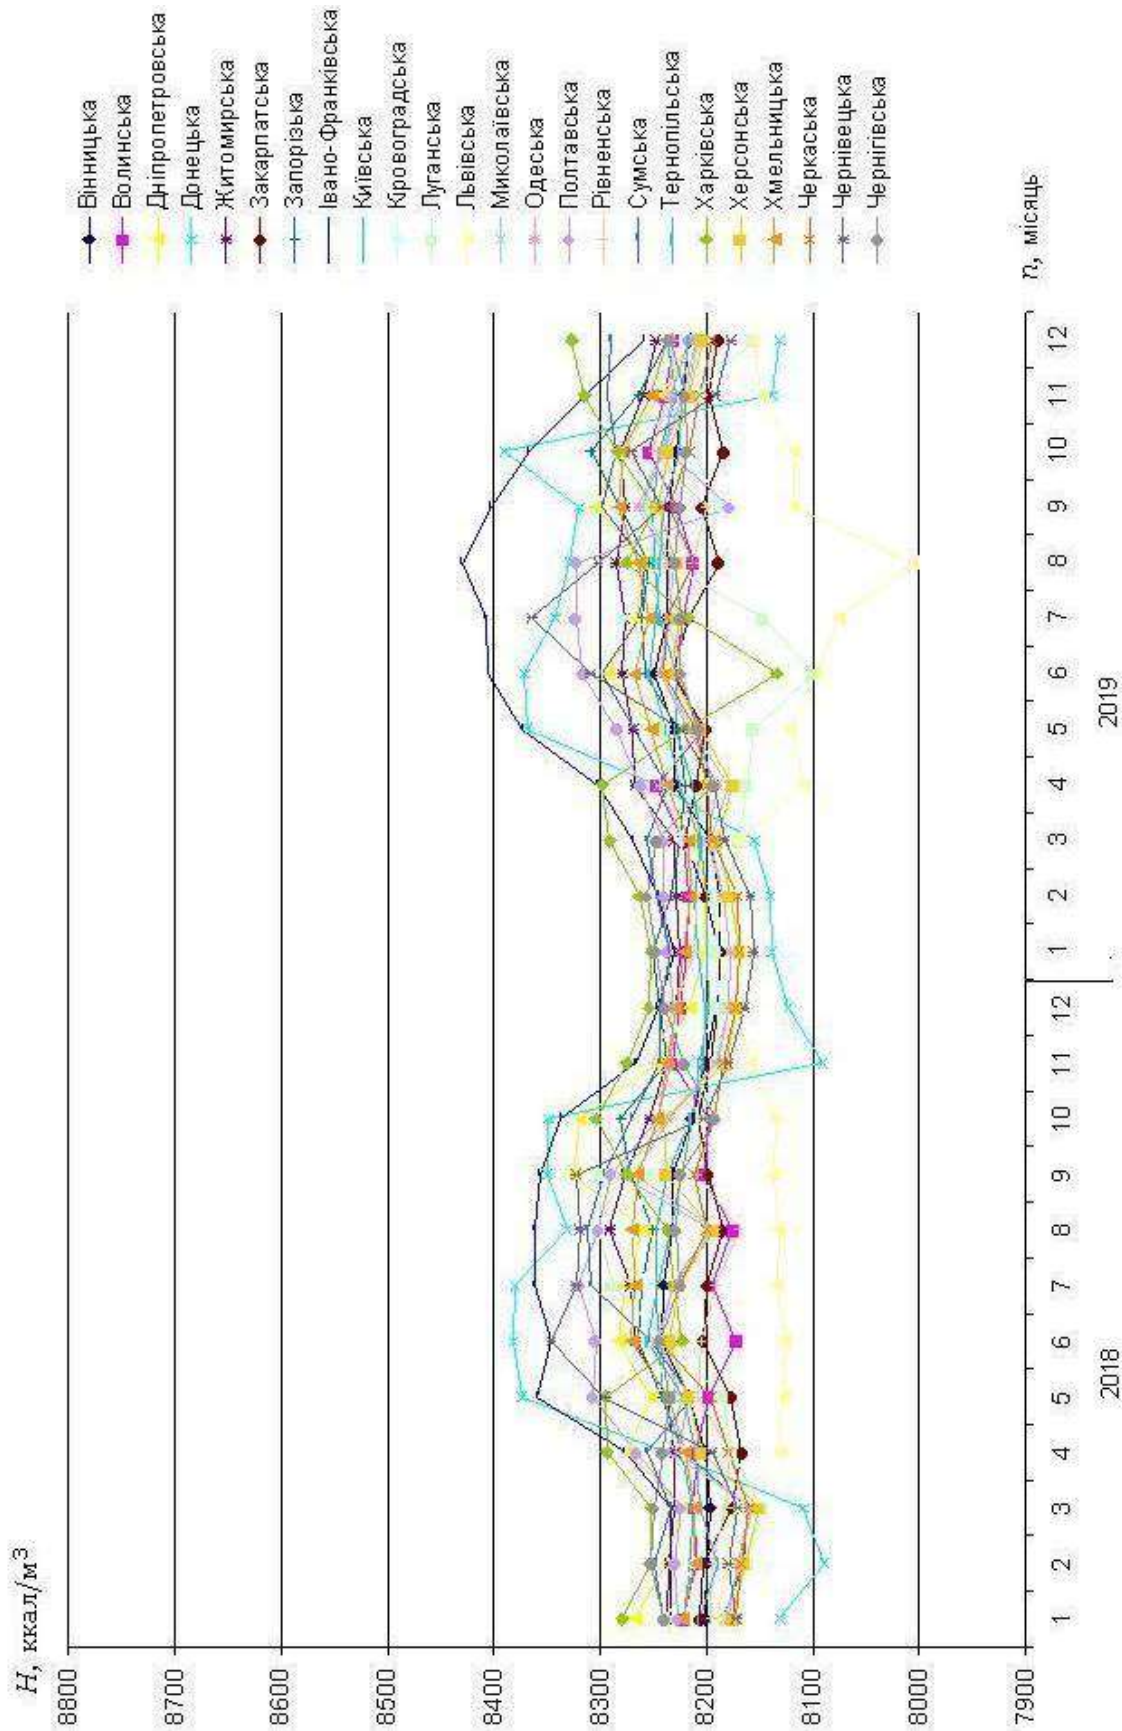 H, ккал/м³
8800
8700
8600
8500
8400
8300
8200
8100
8000
7900
1 2 3 4 5 6 7 8 9 10 11 12 1 2 3 4 5 6 7 8 9 10 11 12
2018 2019
n, місяць
Вінницька
Волинська
Дніпропетровська
Донецька
Житомирська
Закарпатська
Запорізька
Івано-Франківська
Київська
Кіровоградська
Луганська
Львівська
Миколаївська
Одеська
Полтавська
Рівненська
Сумська
Тернопільська
Харківська
Херсонська
Хмельницька
Черкаська
Чернівецька
Чернігівська